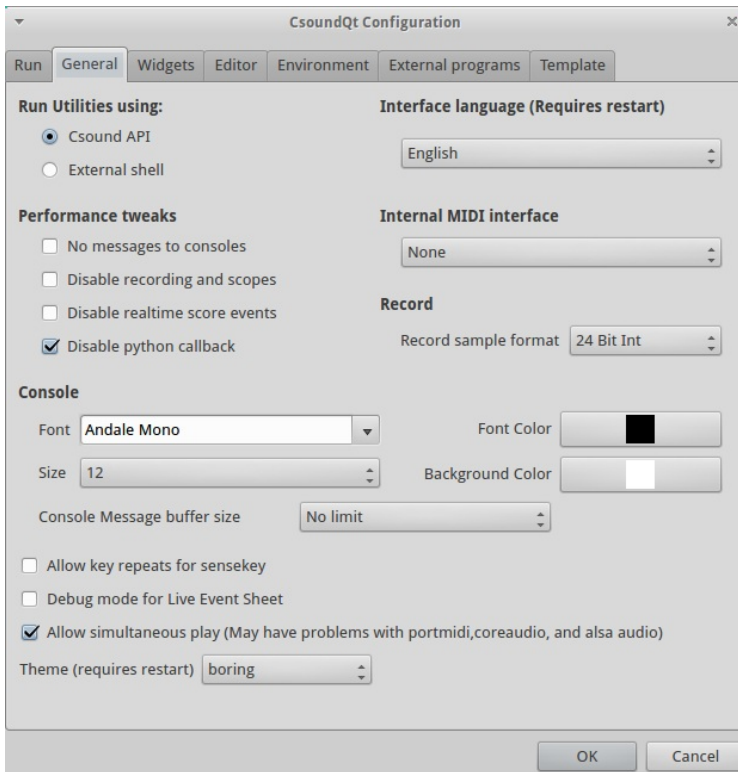 CsoundQt Configuration
Run General Widgets Editor Environment External programs Template
Run Utilities using:
Csound API
External shell
Interface language (Requires restart)
English
Performance tweaks
No messages to consoles
Disable recording and scopes
Disable realtime score events
Disable python callback
Internal MIDI interface
None
Record
Record sample format 24 Bit Int
Console
Font Andale Mono
Font Color
Size 12
Background Color
Console Message buffer size No limit
Allow key repeats for sensekey
Debug mode for Live Event Sheet
Allow simultaneous play (May have problems with portmidi,coreaudio, and alsa audio)
Theme (requires restart) boring
OK Cancel